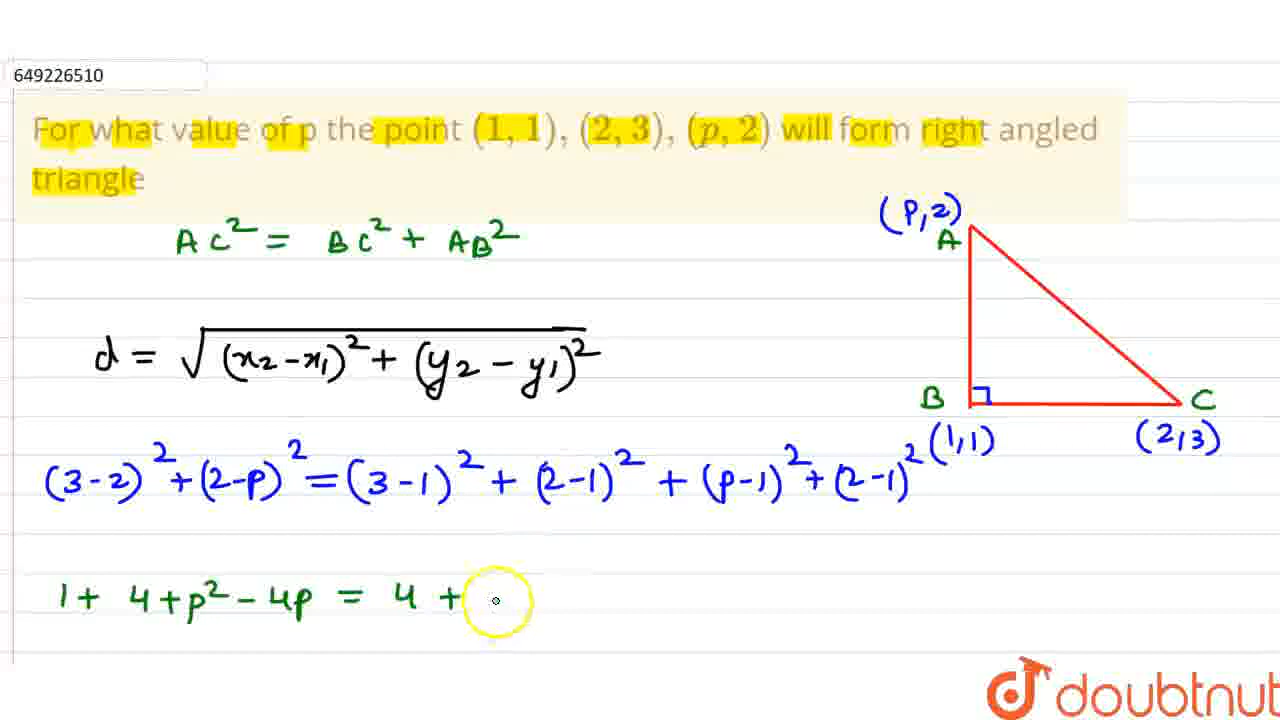 649226510
For what value of p the point (1, 1), (2, 3), (p, 2) will form right angled
triangle
AC² = BC² + AB²
(P,2)
A
d = √(x₂-x₁)² + (y₂-y₁)²
B
C
(1,1)
(2,3)
(3-2)² + (2-p)² = (3-1)² + (2-1)² + (p-1)² + (2-1)²
1 + 4 + p² - 4p = 4 +
doubtnut